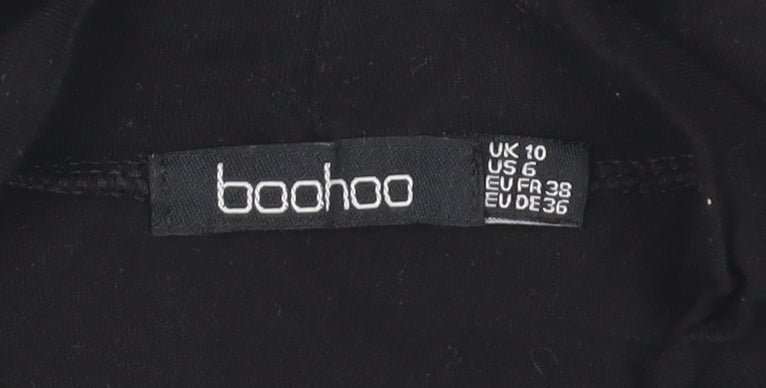 boohoo
UK 10
US 6
EU FR 38
EU DE 36